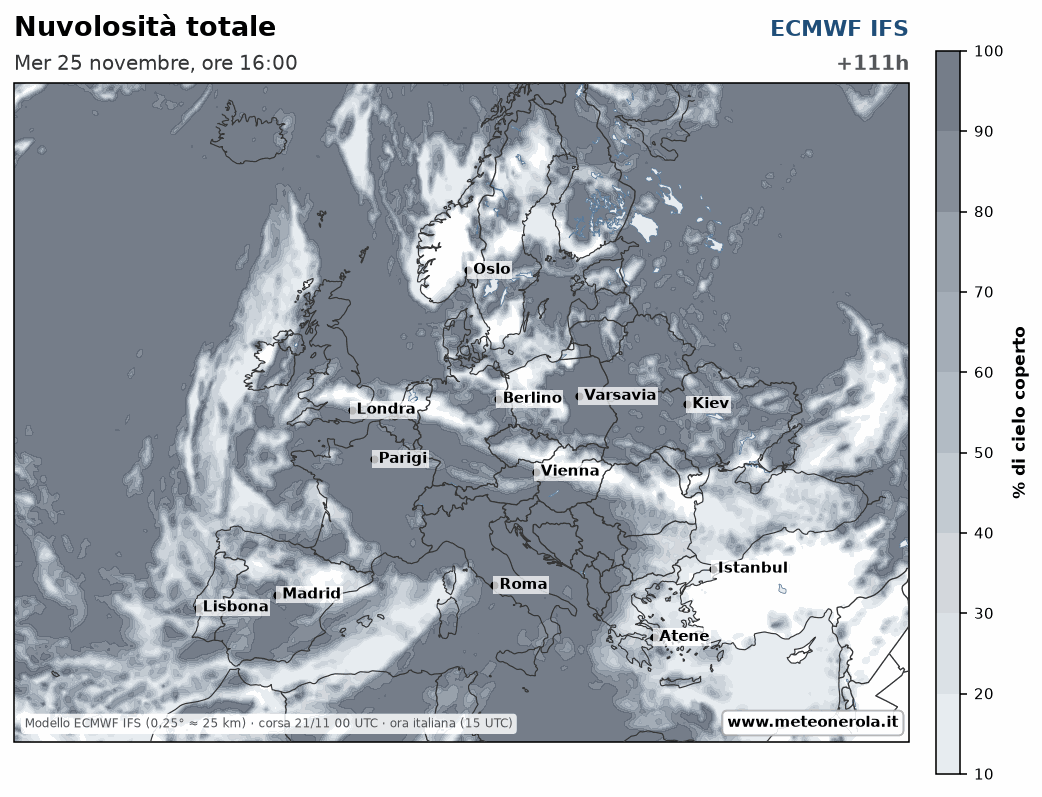 Nuvolosità totale
ECMWF IFS
Mer 25 novembre, ore 16:00
+111h
100
90
80
70
60
50
40
30
20
10
% di cielo coperto
Oslo
Berlino
Varsavia
Kiev
Londra
Parigi
Vienna
Istanbul
Roma
Madrid
Lisbona
Atene
Modello ECMWF IFS (0,25° ≈ 25 km) · corsa 21/11 00 UTC · ora italiana (15 UTC)
www.meteonerola.it